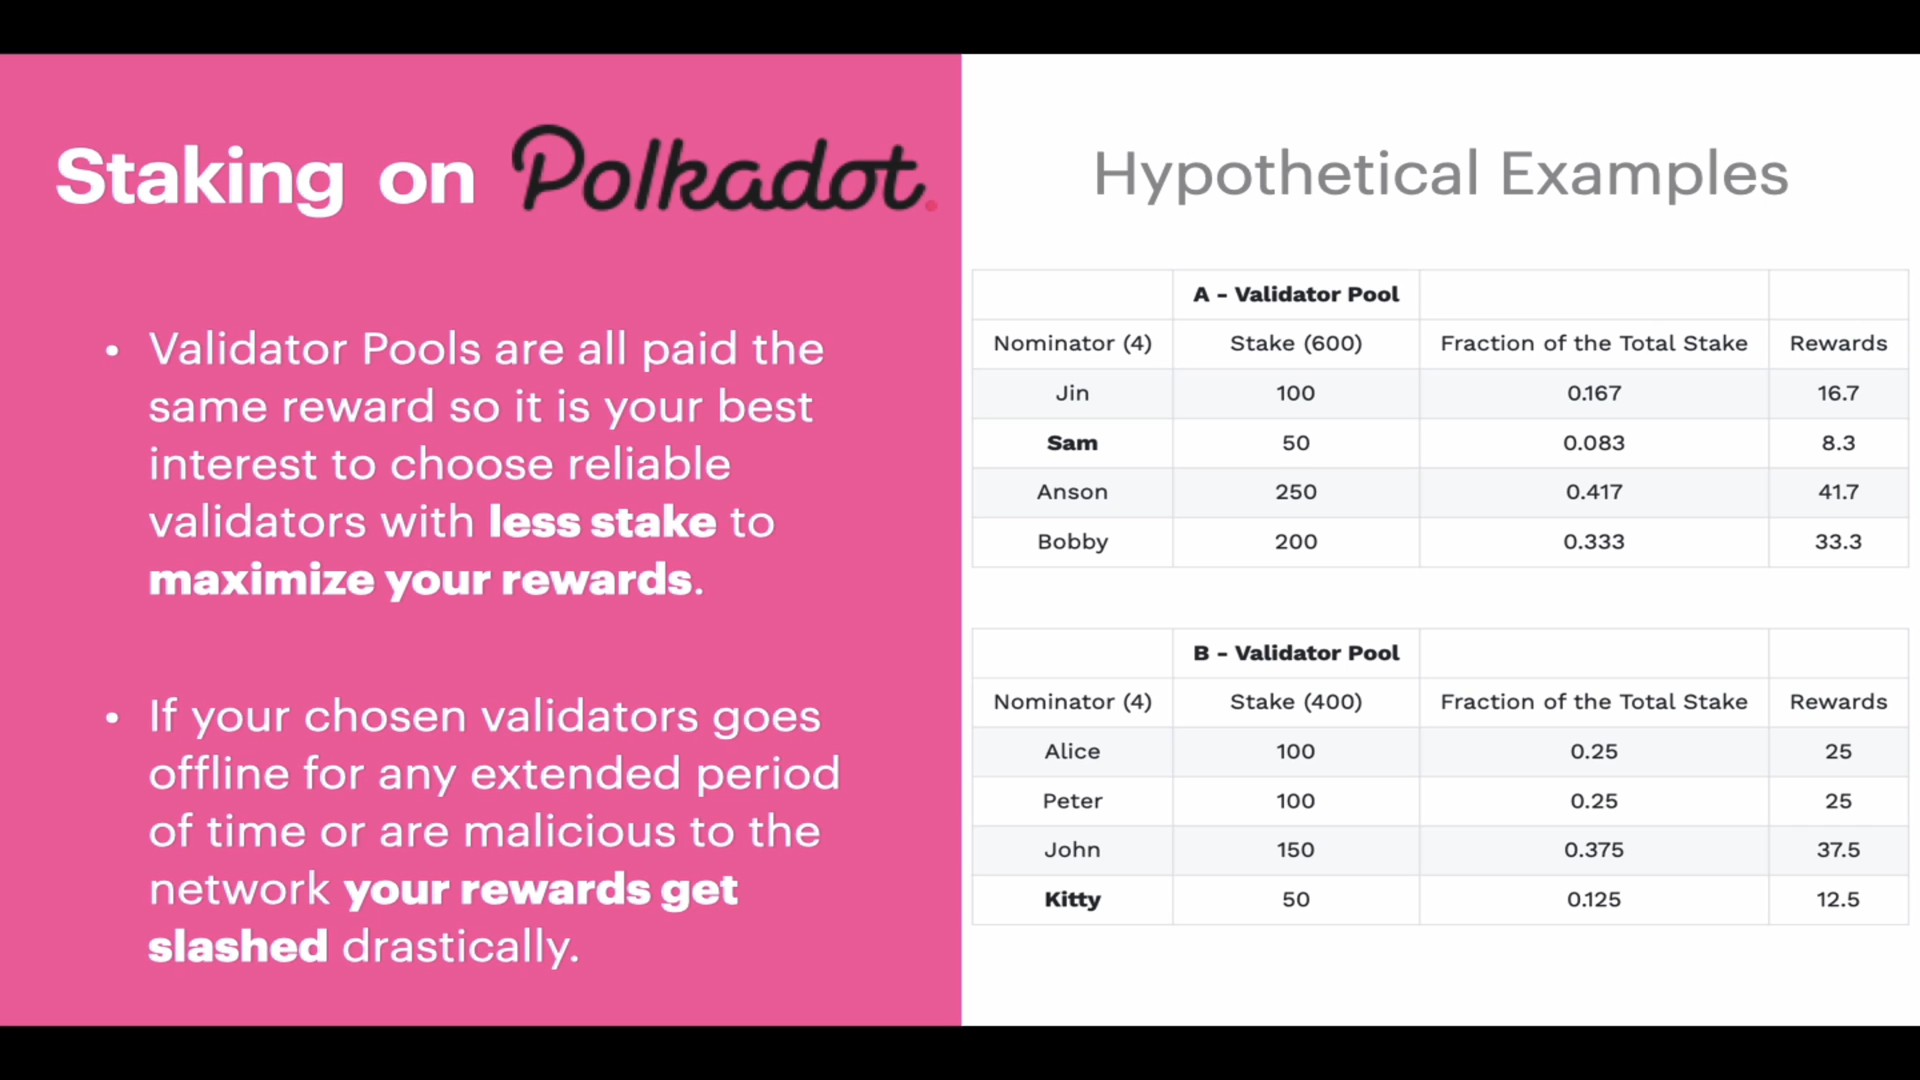 Staking on Polkadot.
• Validator Pools are all paid the
same reward so it is your best
interest to choose reliable
validators with less stake to
maximize your rewards.
• If your chosen validators goes
offline for any extended period
of time or are malicious to the
network your rewards get
slashed drastically.
Hypothetical Examples
A - Validator Pool
Nominator (4) Stake (600) Fraction of the Total Stake Rewards
Jin 100 0.167 16.7
Sam 50 0.083 8.3
Anson 250 0.417 41.7
Bobby 200 0.333 33.3
B - Validator Pool
Nominator (4) Stake (400) Fraction of the Total Stake Rewards
Alice 100 0.25 25
Peter 100 0.25 25
John 150 0.375 37.5
Kitty 50 0.125 12.5